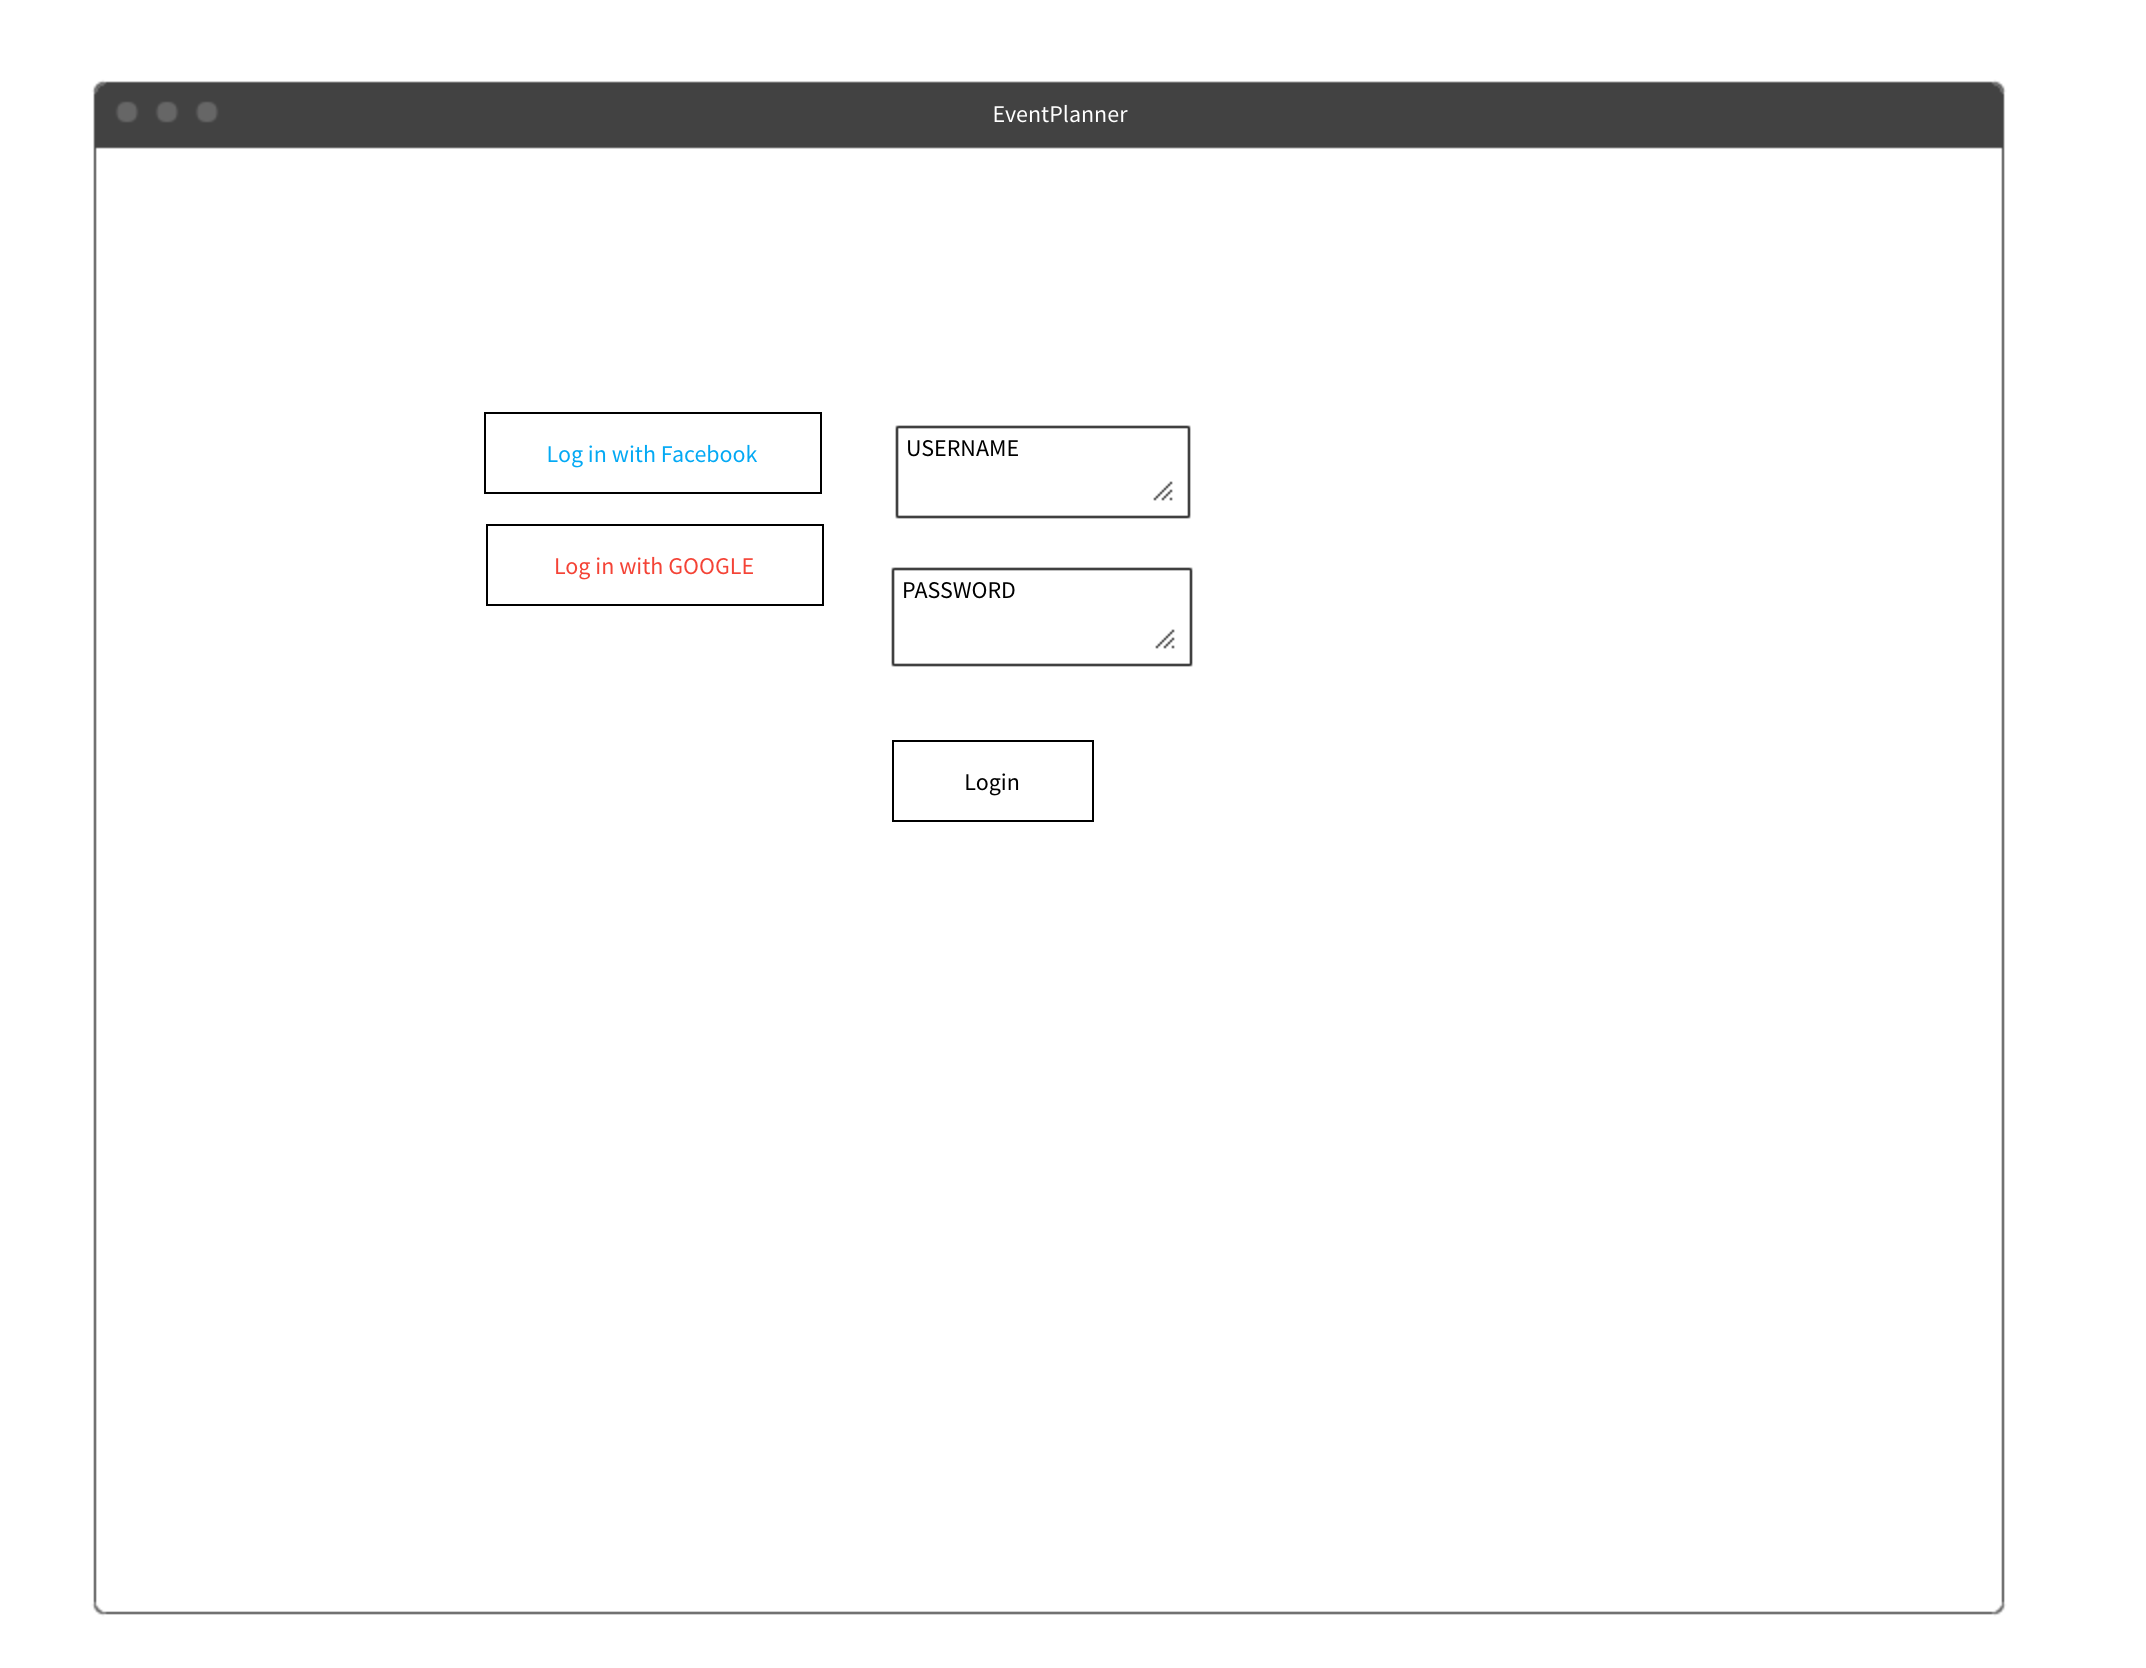 EventPlanner
Log in with Facebook
Log in with GOOGLE
USERNAME
PASSWORD
Login